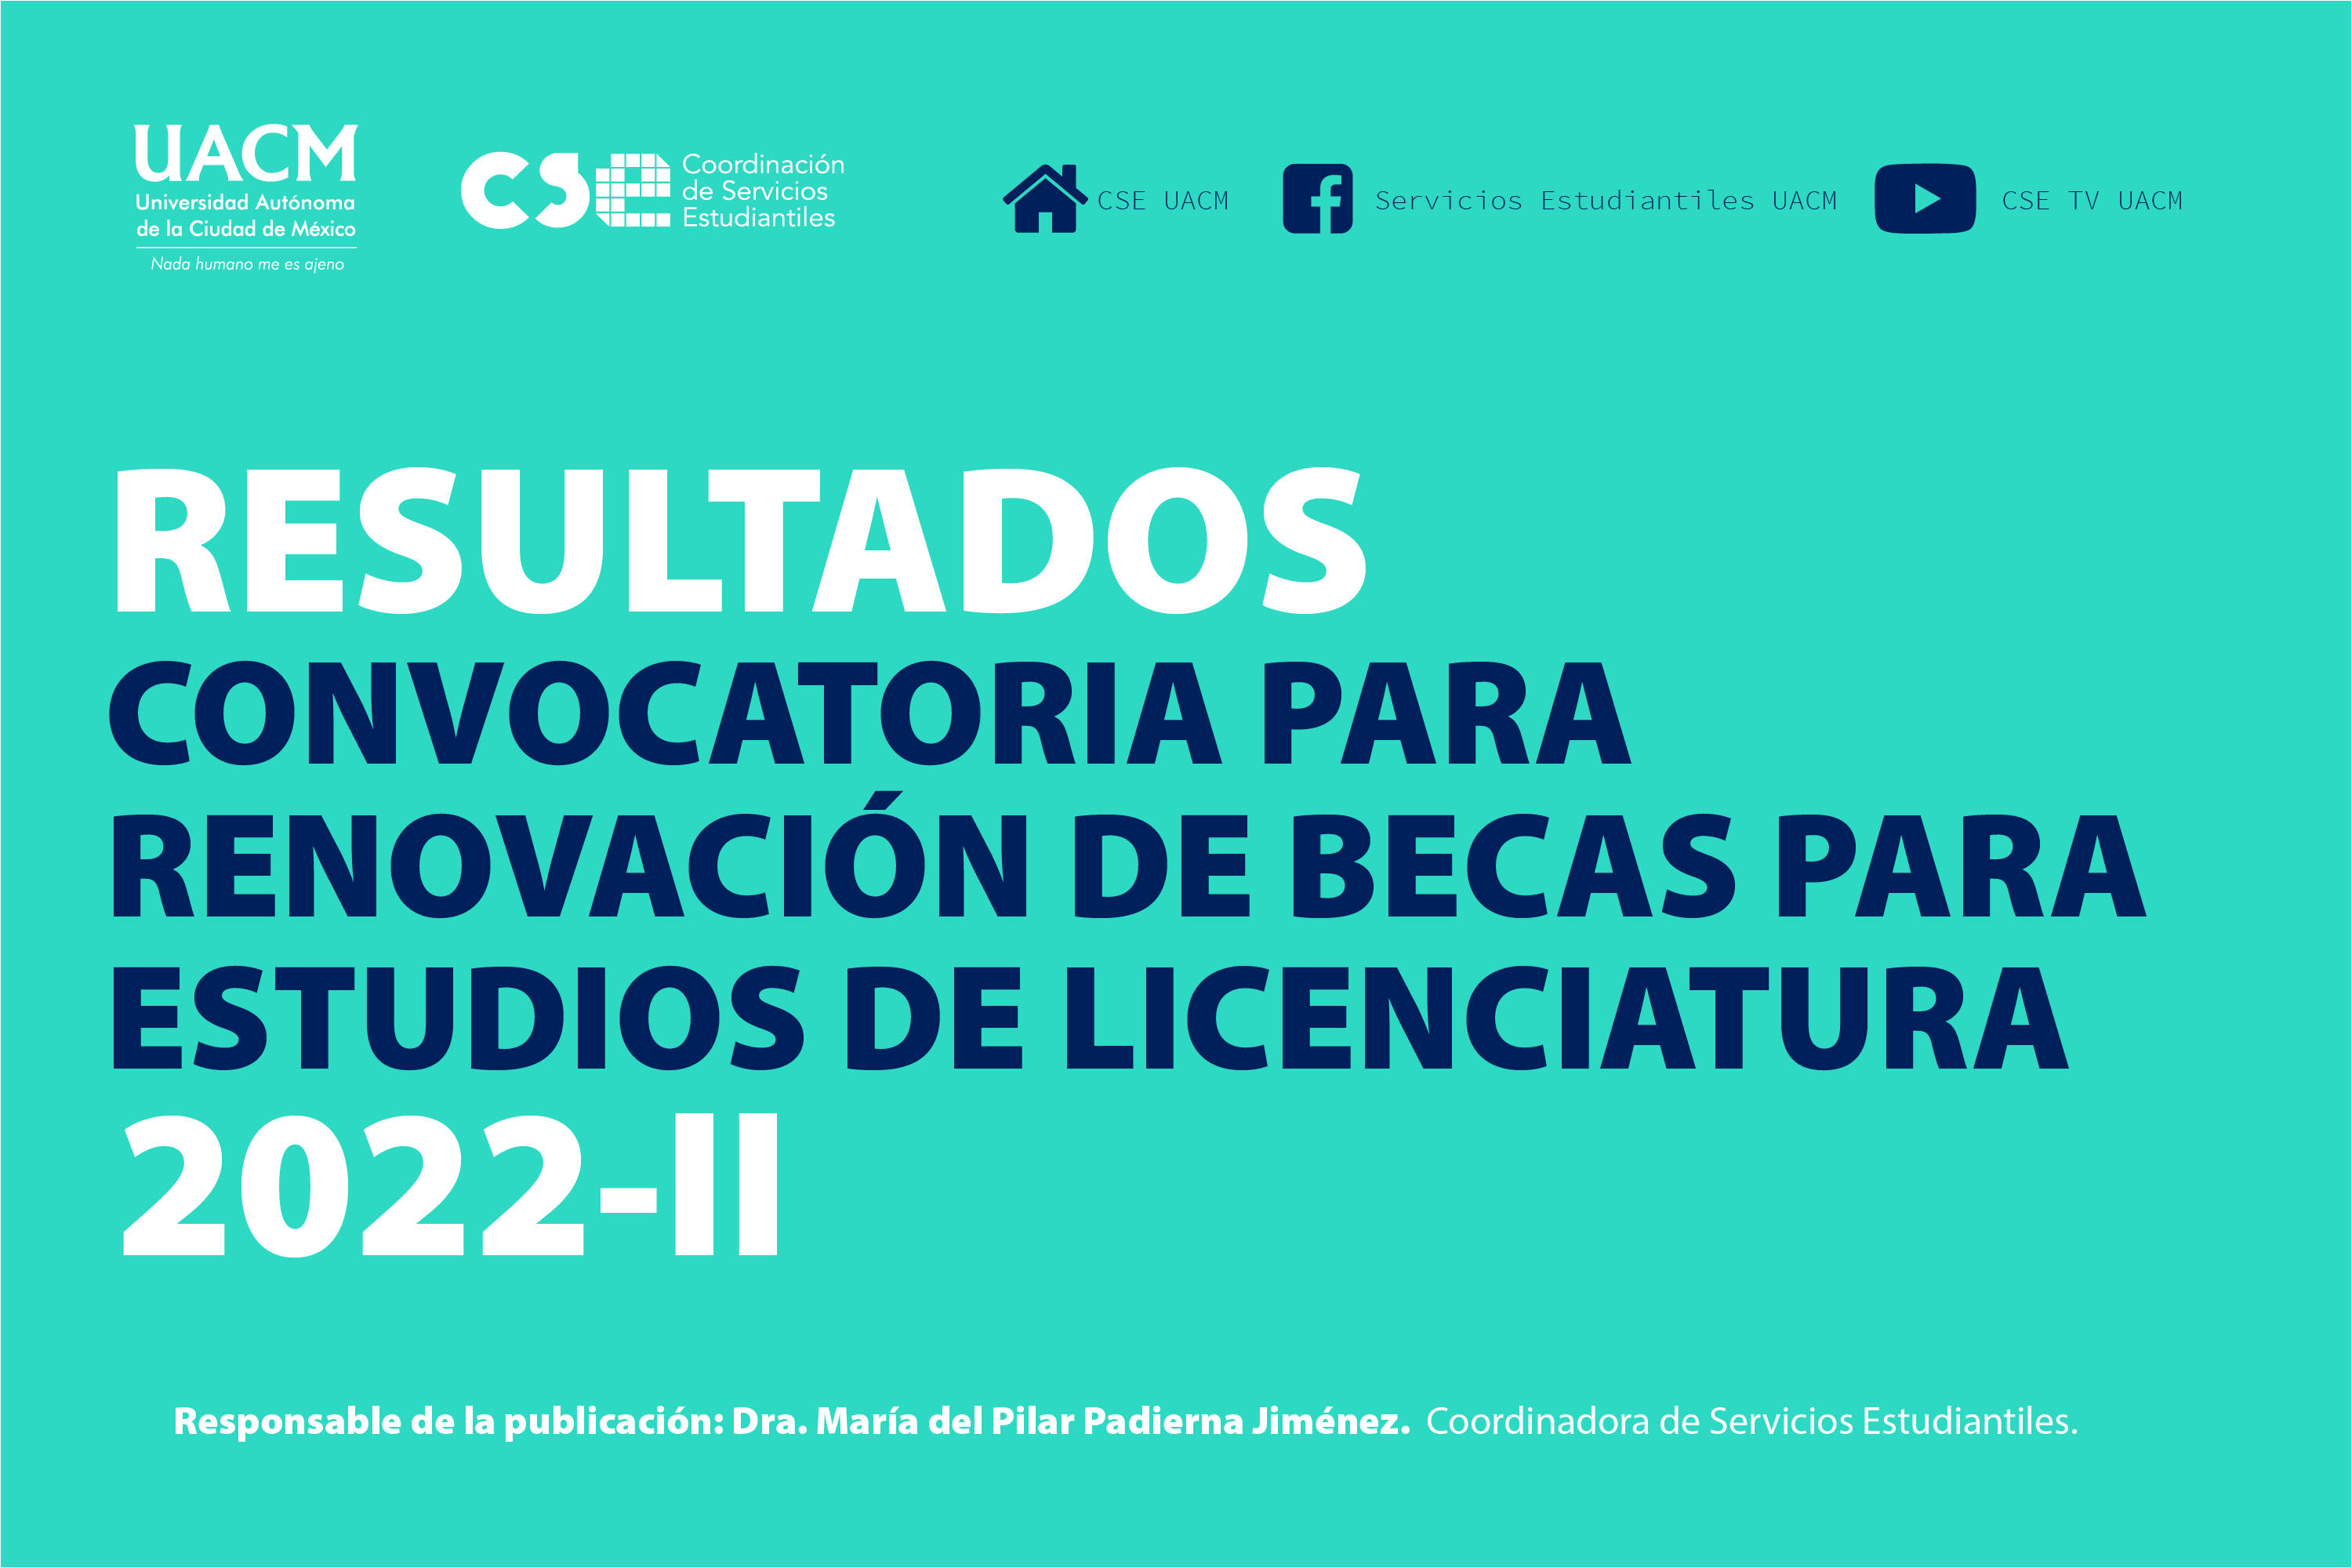 UACM
Universidad Autónoma
de la Ciudad de México
Nada humano me es ajeno
cse
Coordinación
de Servicios
Estudiantiles
CSE UACM
Servicios Estudiantiles UACM
CSE TV UACM
RESULTADOS
CONVOCATORIA PARA
RENOVACIÓN DE BECAS PARA
ESTUDIOS DE LICENCIATURA
2022-II
Responsable de la publicación: Dra. María del Pilar Padierna Jiménez. Coordinadora de Servicios Estudiantiles.